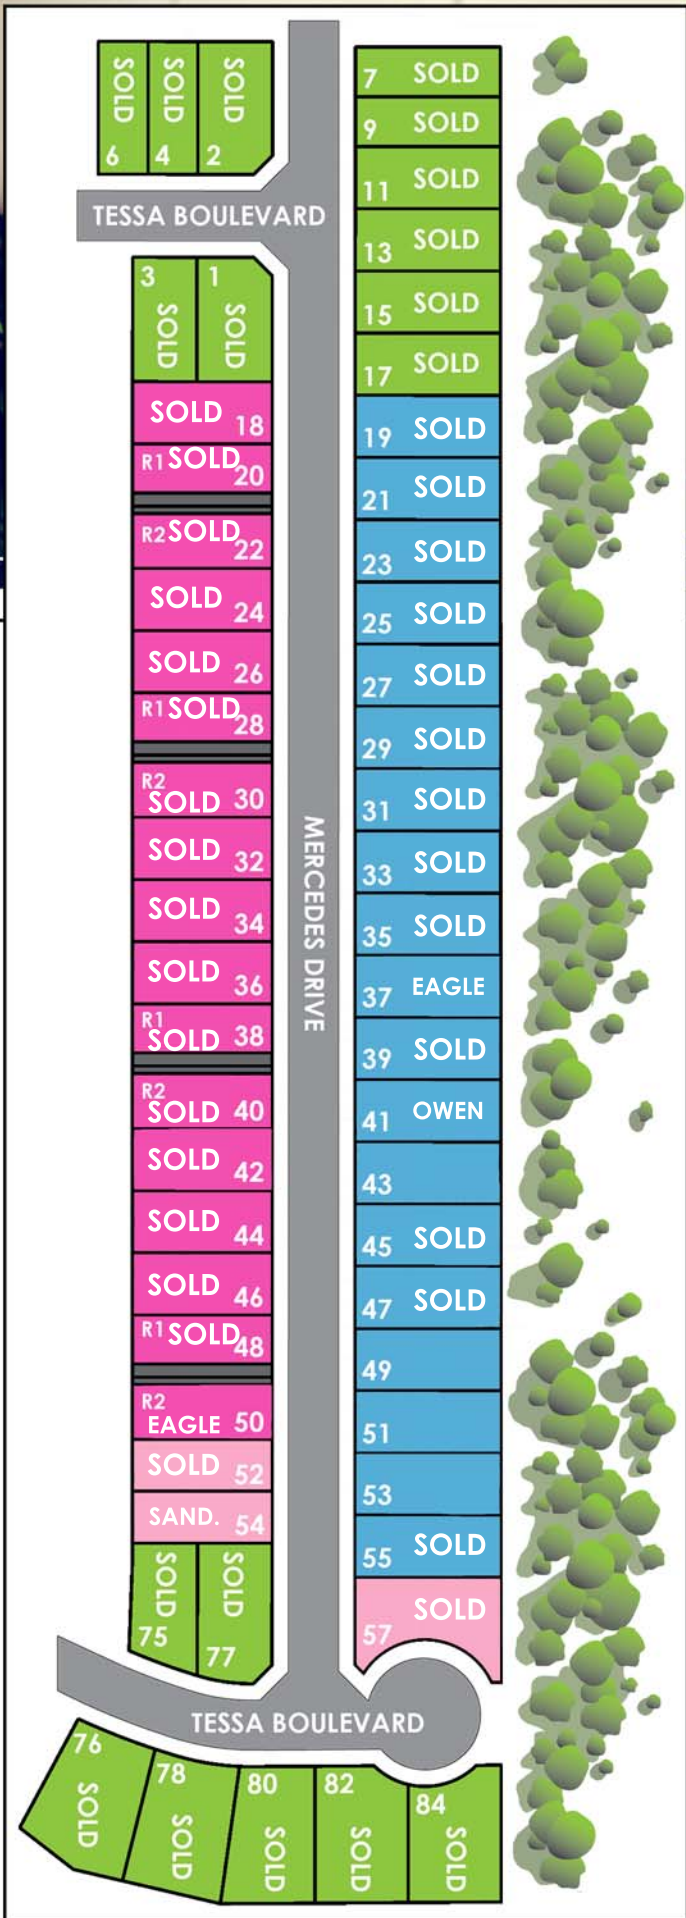 SOLD 6
SOLD 4
SOLD 2
TESSA BOULEVARD
3 SOLD
1 SOLD
SOLD 18
R1 SOLD 20
R2 SOLD 22
SOLD 24
SOLD 26
R1 SOLD 28
R2 SOLD 30
SOLD 32
SOLD 34
SOLD 36
R1 SOLD 38
R2 SOLD 40
SOLD 42
SOLD 44
SOLD 46
R1 SOLD 48
R2 EAGLE 50
SOLD 52
SAND. 54
SOLD 75
SOLD 77
MERCEDES DRIVE
7 SOLD
9 SOLD
11 SOLD
13 SOLD
15 SOLD
17 SOLD
19 SOLD
21 SOLD
23 SOLD
25 SOLD
27 SOLD
29 SOLD
31 SOLD
33 SOLD
35 SOLD
37 EAGLE
39 SOLD
41 OWEN
43
45 SOLD
47 SOLD
49
51
53
55 SOLD
57 SOLD
TESSA BOULEVARD
76 SOLD
78 SOLD
80 SOLD
82 SOLD
84 SOLD